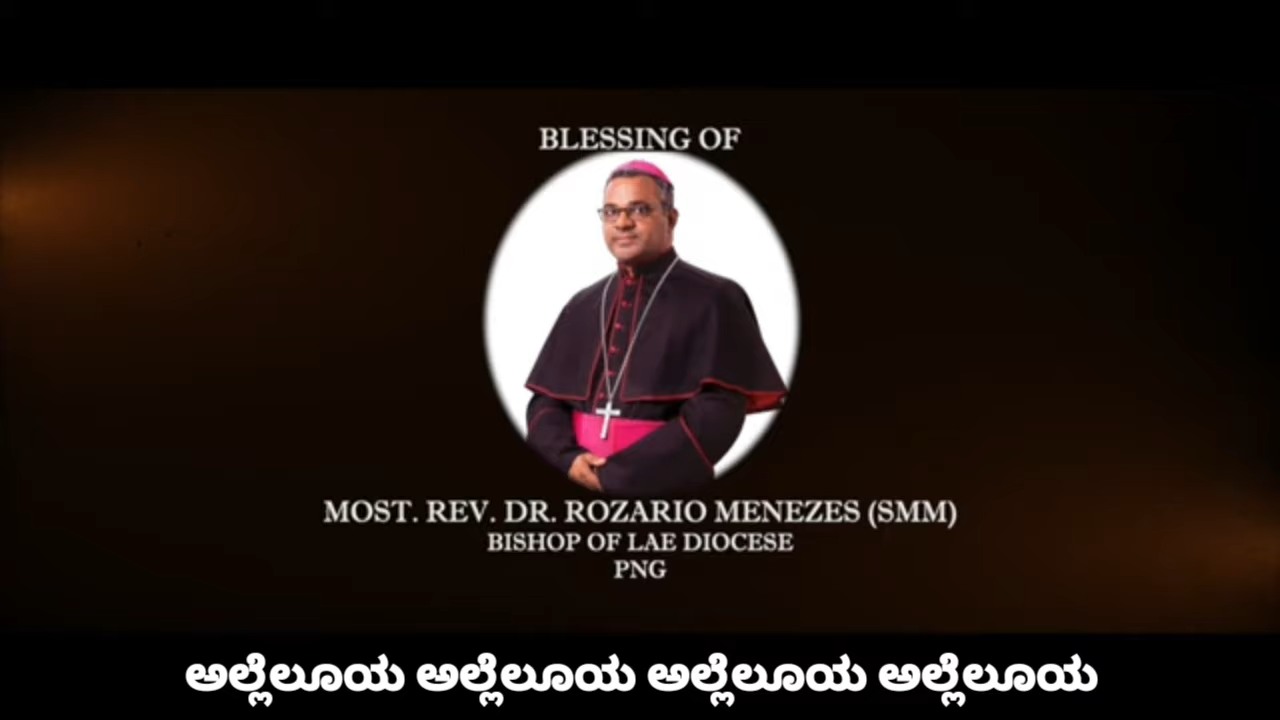 BLESSING OF
MOST. REV. DR. ROZARIO MENEZES (SMM)
BISHOP OF LAE DIOCESE
PNG
ಅಲ್ಲೆಲೂಯ ಅಲ್ಲೆಲೂಯ ಅಲ್ಲೆಲೂಯ ಅಲ್ಲೆಲೂಯ